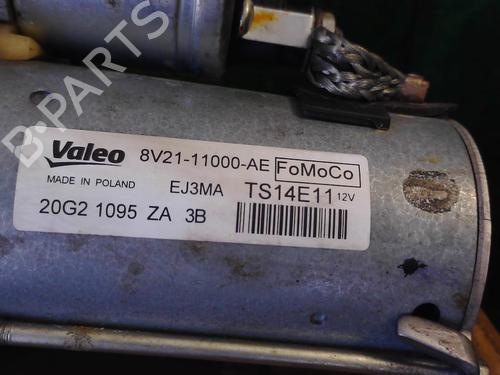 B-PARTS
Valeo 8V21-11000-AE FoMoCo
MADE IN POLAND EJ3MA TS14E11 12V
20G2 1095 ZA 3B